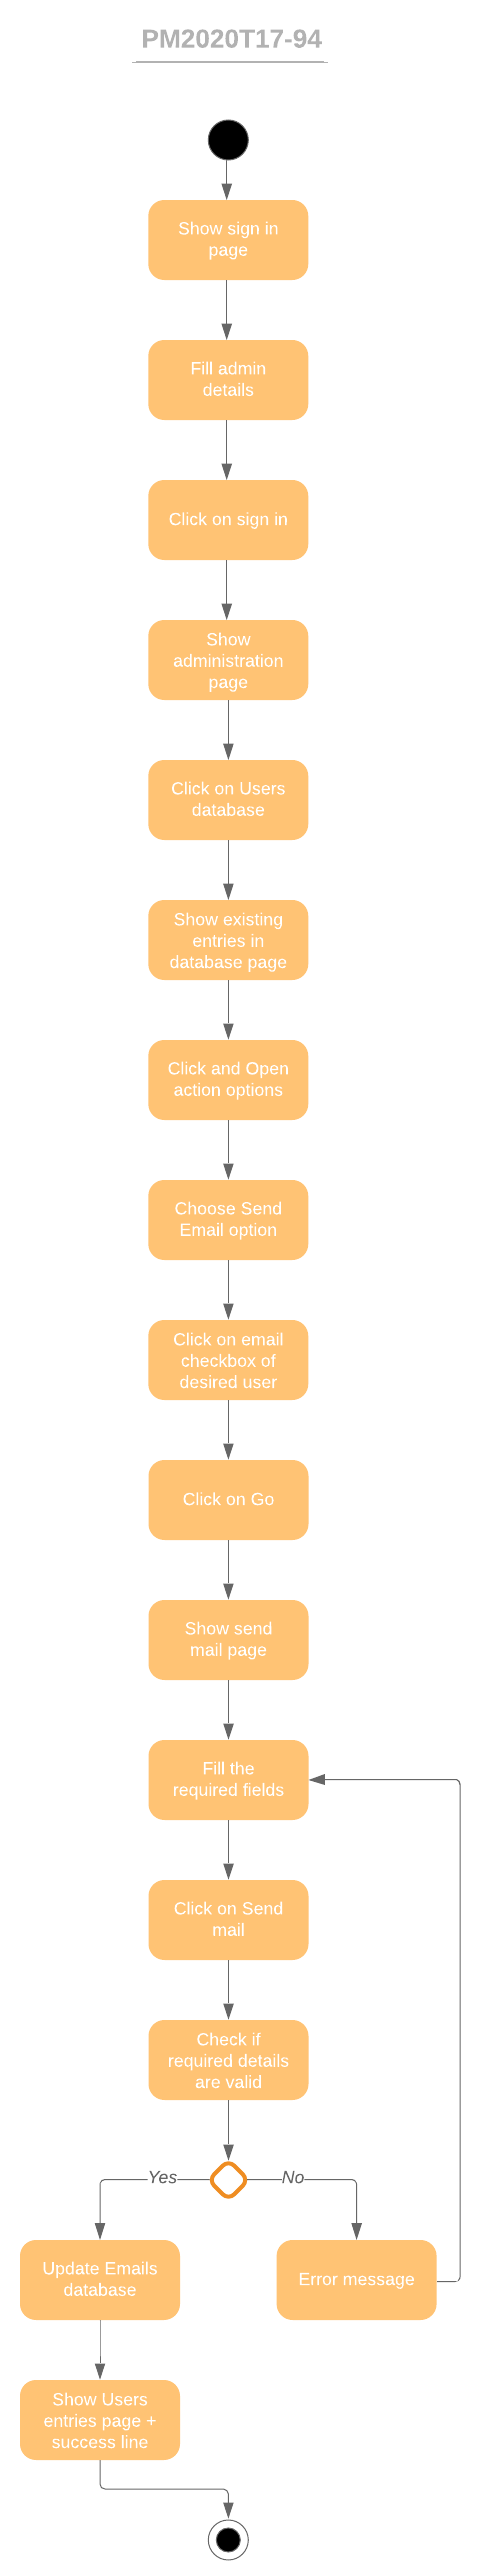 PM2020T17-94
Show sign in
page
Fill admin
details
Click on sign in
Show
administration
page
Click on Users
database
Show existing
entries in
database page
Click and Open
action options
Choose Send
Email option
Click on email
checkbox of
desired user
Click on Go
Show send
mail page
Fill the
required fields
Click on Send
mail
Check if
required details
are valid
Yes
No
Update Emails
database
Error message
Show Users
entries page +
success line